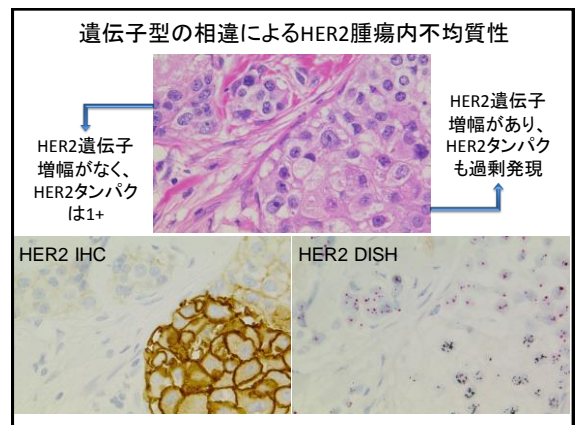 遺伝子型の相違によるHER2腫瘍内不均質性
HER2遺伝子
増幅がなく、
HER2タンパク
は1+
HER2遺伝子
増幅があり、
HER2タンパク
も過剰発現
HER2 IHC
HER2 DISH